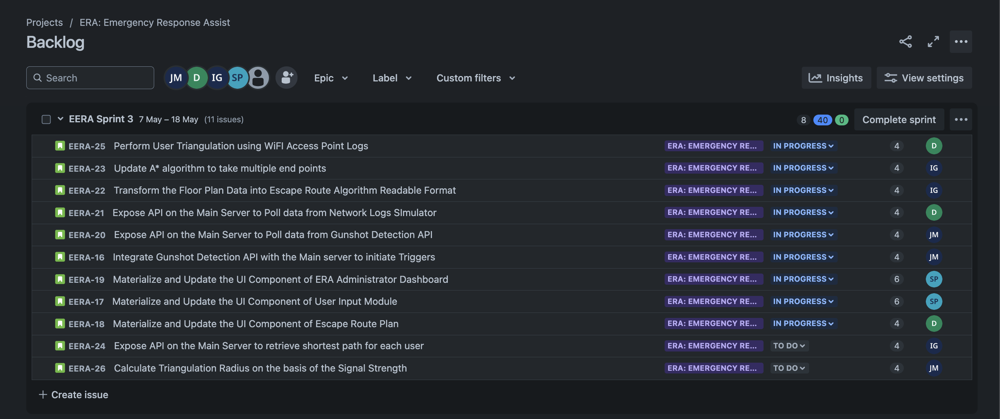 Projects / ERA: Emergency Response Assist
Backlog
Search JM D IG SP Epic Label Custom filters Insights View settings
EERA Sprint 3 7 May – 18 May (11 issues) 8 40 0 Complete sprint
EERA-25 Perform User Triangulation using WiFI Access Point Logs ERA: EMERGENCY RE... IN PROGRESS 4 D
EERA-23 Update A* algorithm to take multiple end points ERA: EMERGENCY RE... IN PROGRESS 4 IG
EERA-22 Transform the Floor Plan Data into Escape Route Algorithm Readable Format ERA: EMERGENCY RE... IN PROGRESS 4 IG
EERA-21 Expose API on the Main Server to Poll data from Network Logs SImulator ERA: EMERGENCY RE... IN PROGRESS 4 D
EERA-20 Expose API on the Main Server to Poll data from Gunshot Detection API ERA: EMERGENCY RE... IN PROGRESS 4 JM
EERA-16 Integrate Gunshot Detection API with the Main server to initiate Triggers ERA: EMERGENCY RE... IN PROGRESS 4 JM
EERA-19 Materialize and Update the UI Component of ERA Administrator Dashboard ERA: EMERGENCY RE... IN PROGRESS 6 SP
EERA-17 Materialize and Update the UI Component of User Input Module ERA: EMERGENCY RE... IN PROGRESS 6 SP
EERA-18 Materialize and Update the UI Component of Escape Route Plan ERA: EMERGENCY RE... IN PROGRESS 4 D
EERA-24 Expose API on the Main Server to retrieve shortest path for each user ERA: EMERGENCY RE... TO DO 4 IG
EERA-26 Calculate Triangulation Radius on the basis of the Signal Strength ERA: EMERGENCY RE... TO DO 4 JM
+ Create issue